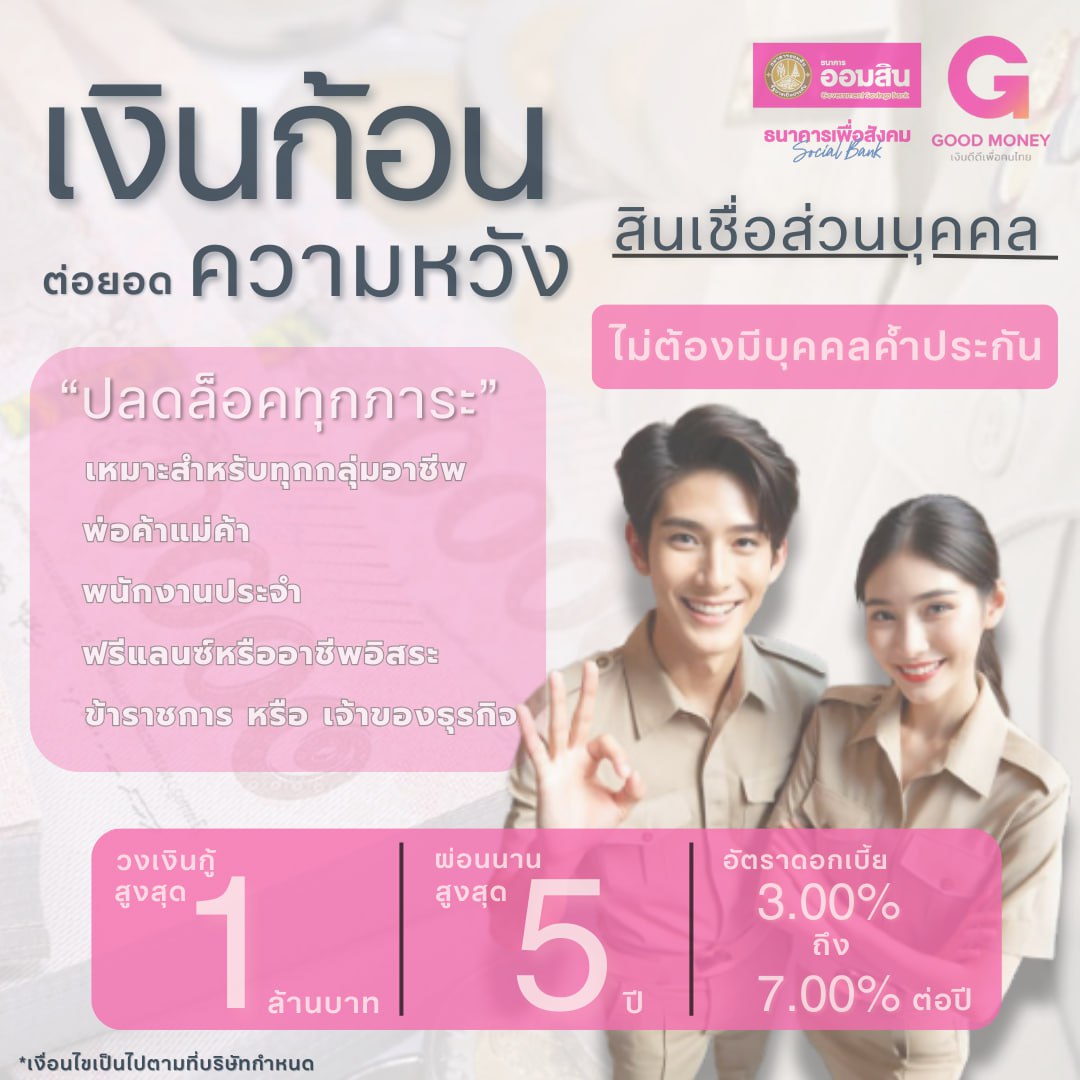 ธนาคาร
ออมสิน
Government Savings Bank
ธนาคารเพื่อสังคม
Social Bank
G
GOOD MONEY
เงินดีดีเพื่อคนไทย
เงินก้อน
ต่อยอด ความหวัง
สินเชื่อส่วนบุคคล
ไม่ต้องมีบุคคลค้ำประกัน
“ปลดล็อคทุกภาระ”
เหมาะสำหรับทุกกลุ่มอาชีพ
พ่อค้าแม่ค้า
พนักงานประจำ
ฟรีแลนซ์หรืออาชีพอิสระ
ข้าราชการ หรือ เจ้าของธุรกิจ
วงเงินกู้
สูงสุด
1 ล้านบาท
ผ่อนนาน
สูงสุด
5 ปี
อัตราดอกเบี้ย
3.00%
ถึง
7.00% ต่อปี
*เงื่อนไขเป็นไปตามที่บริษัทกำหนด